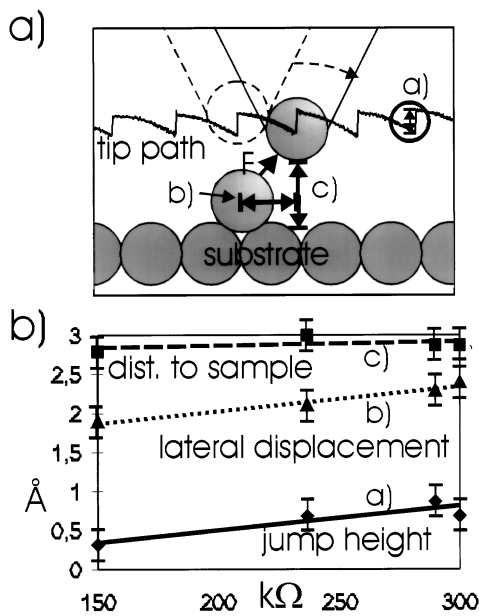 a)
a)
tip path
F
b)
c)
substrate
b)
3
2,5
2
1,5
1
0,5
0
Å
dist. to sample
c)
b)
lateral displacement
a)
jump height
150
200
250
300
kΩ